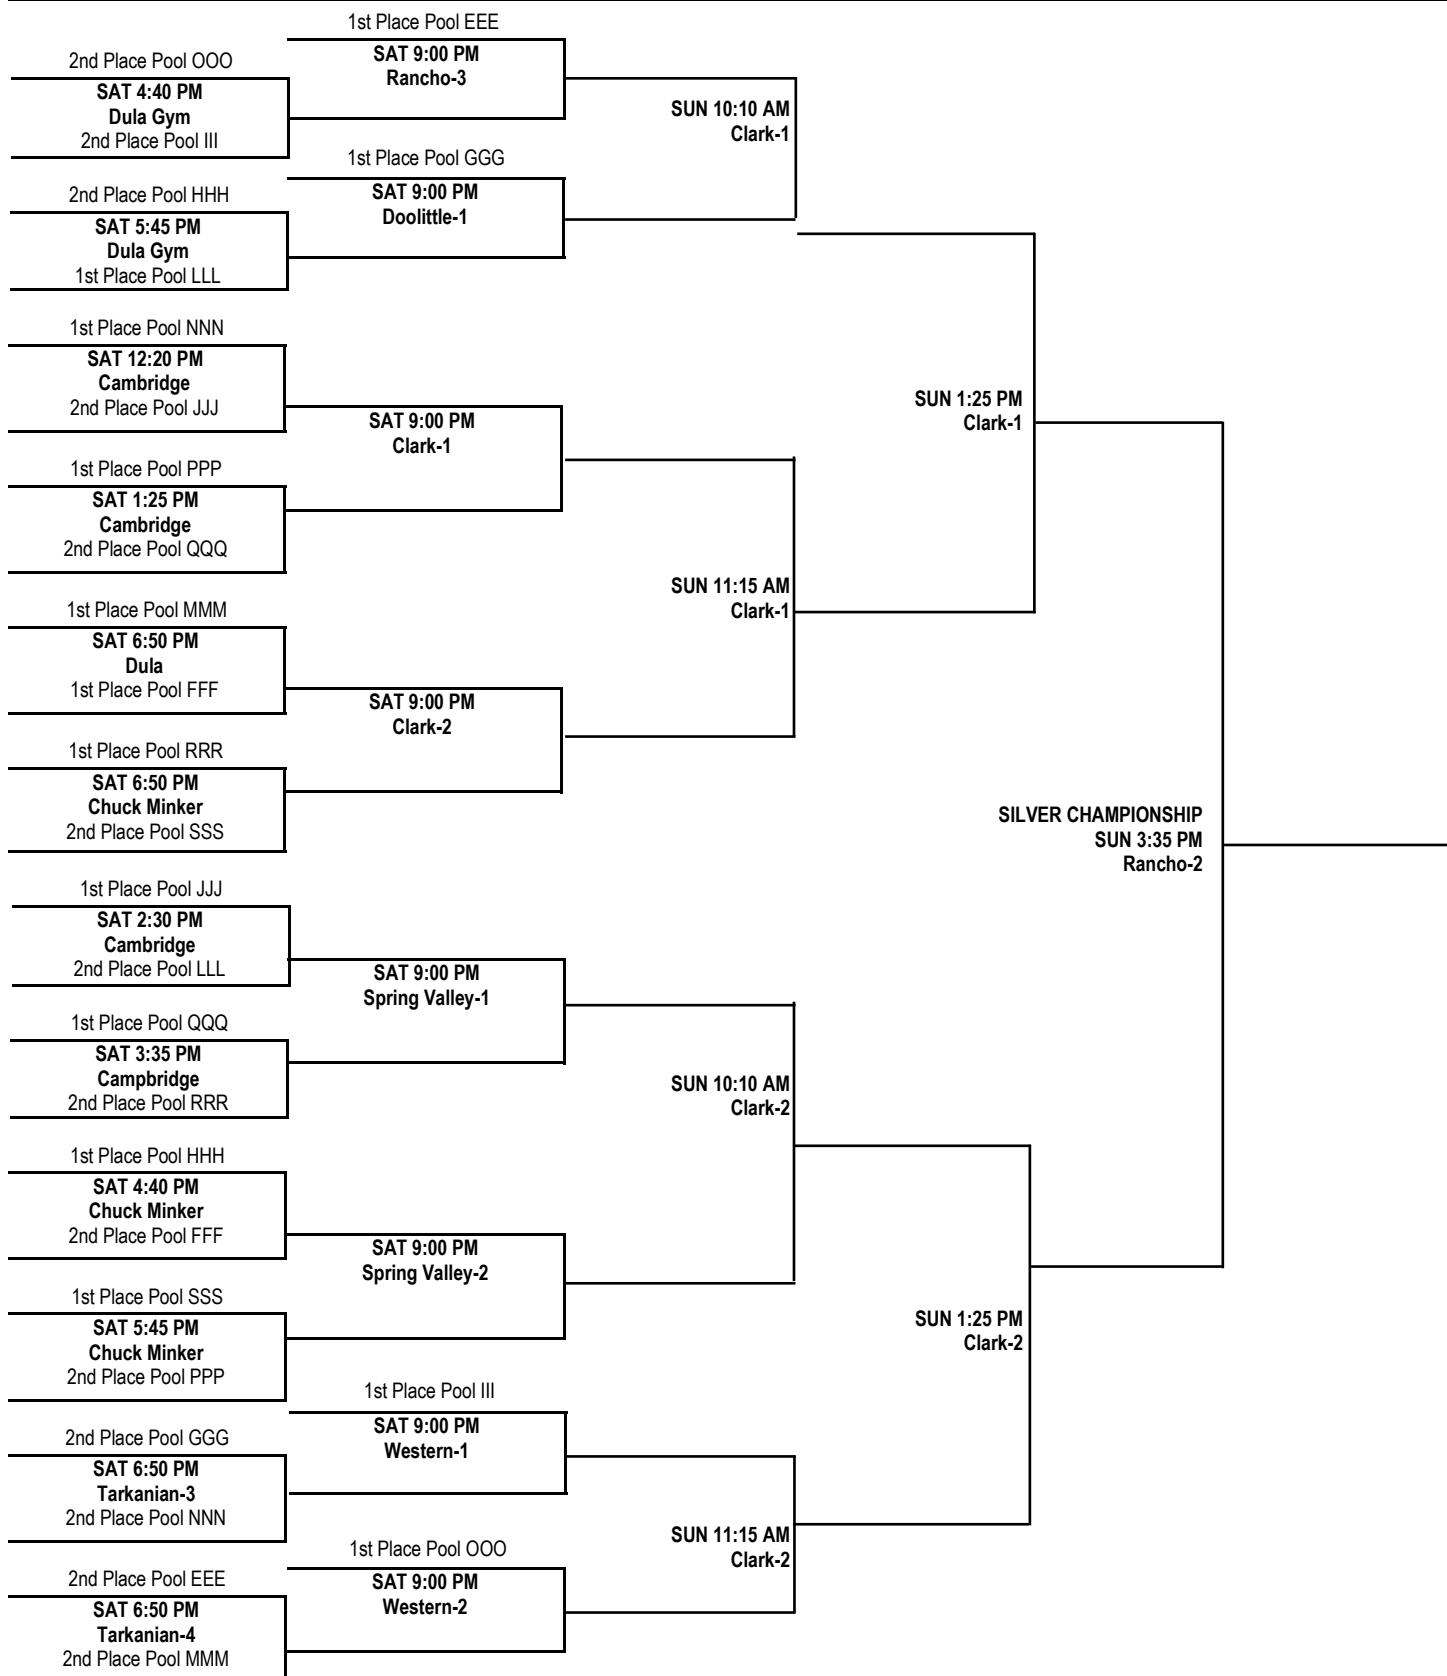 1st Place Pool EEE
SAT 9:00 PM
Rancho-3
2nd Place Pool OOO
SAT 4:40 PM
Dula Gym
2nd Place Pool III
SUN 10:10 AM
Clark-1
1st Place Pool GGG
SAT 9:00 PM
Doolittle-1
2nd Place Pool HHH
SAT 5:45 PM
Dula Gym
1st Place Pool LLL
1st Place Pool NNN
SAT 12:20 PM
Cambridge
2nd Place Pool JJJ
SAT 9:00 PM
Clark-1
SUN 1:25 PM
Clark-1
1st Place Pool PPP
SAT 1:25 PM
Cambridge
2nd Place Pool QQQ
SUN 11:15 AM
Clark-1
1st Place Pool MMM
SAT 6:50 PM
Dula
1st Place Pool FFF
SAT 9:00 PM
Clark-2
1st Place Pool RRR
SAT 6:50 PM
Chuck Minker
2nd Place Pool SSS
SILVER CHAMPIONSHIP
SUN 3:35 PM
Rancho-2
1st Place Pool JJJ
SAT 2:30 PM
Cambridge
2nd Place Pool LLL
SAT 9:00 PM
Spring Valley-1
1st Place Pool QQQ
SAT 3:35 PM
Campbridge
2nd Place Pool RRR
SUN 10:10 AM
Clark-2
1st Place Pool HHH
SAT 4:40 PM
Chuck Minker
2nd Place Pool FFF
SAT 9:00 PM
Spring Valley-2
1st Place Pool SSS
SAT 5:45 PM
Chuck Minker
2nd Place Pool PPP
SUN 1:25 PM
Clark-2
1st Place Pool III
SAT 9:00 PM
Western-1
2nd Place Pool GGG
SAT 6:50 PM
Tarkanian-3
2nd Place Pool NNN
SUN 11:15 AM
Clark-2
1st Place Pool OOO
SAT 9:00 PM
Western-2
2nd Place Pool EEE
SAT 6:50 PM
Tarkanian-4
2nd Place Pool MMM